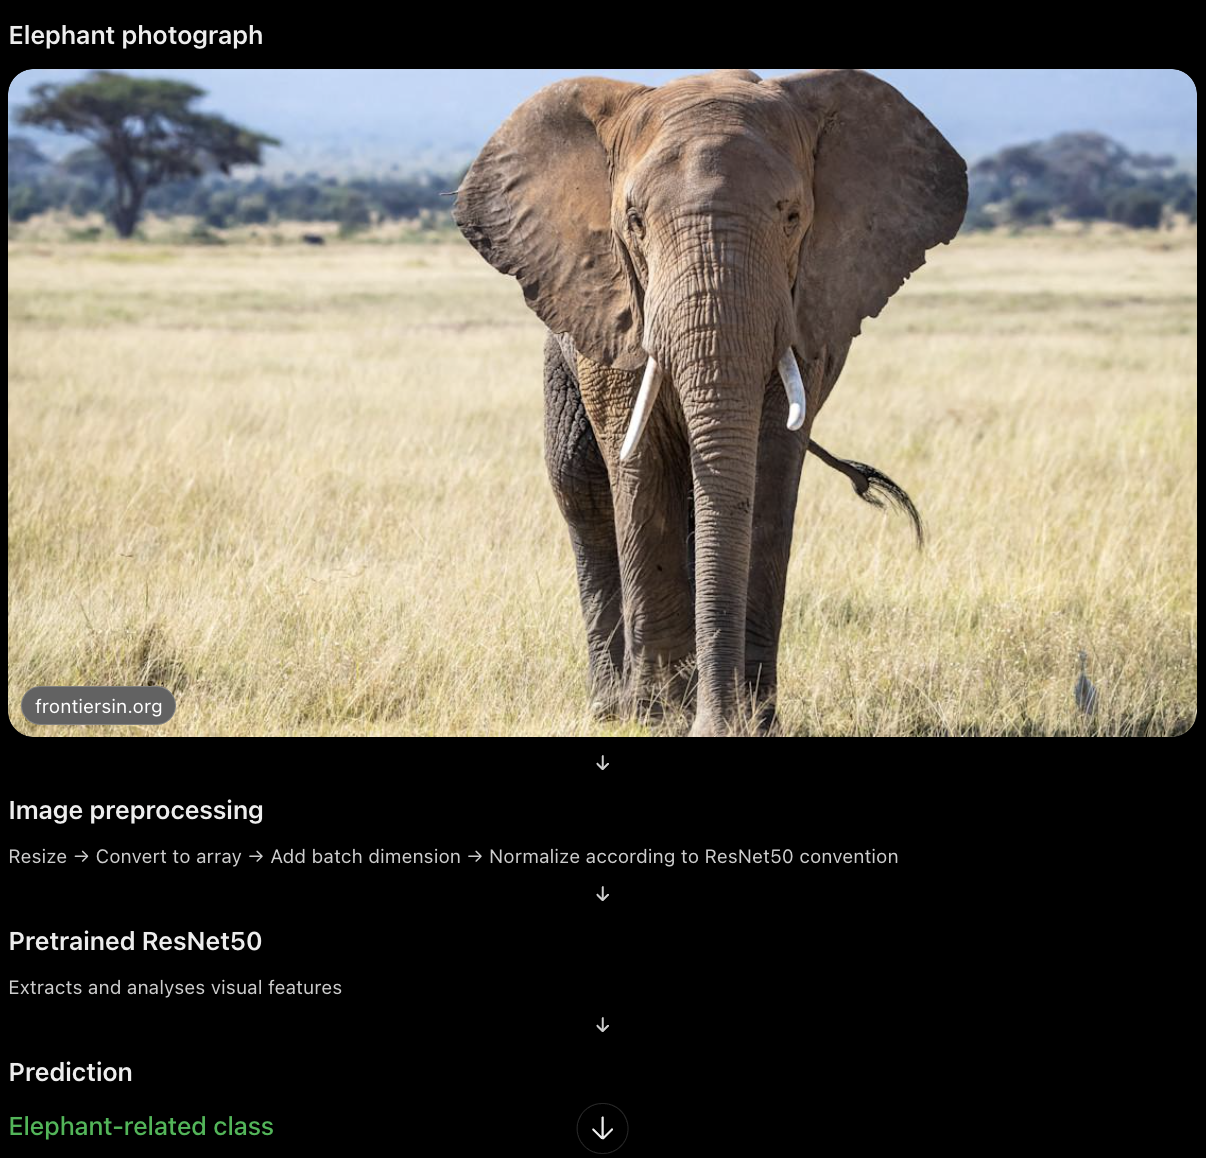 Elephant photograph
frontiersin.org
↓
Image preprocessing
Resize → Convert to array → Add batch dimension → Normalize according to ResNet50 convention
↓
Pretrained ResNet50
Extracts and analyses visual features
↓
Prediction
Elephant-related class